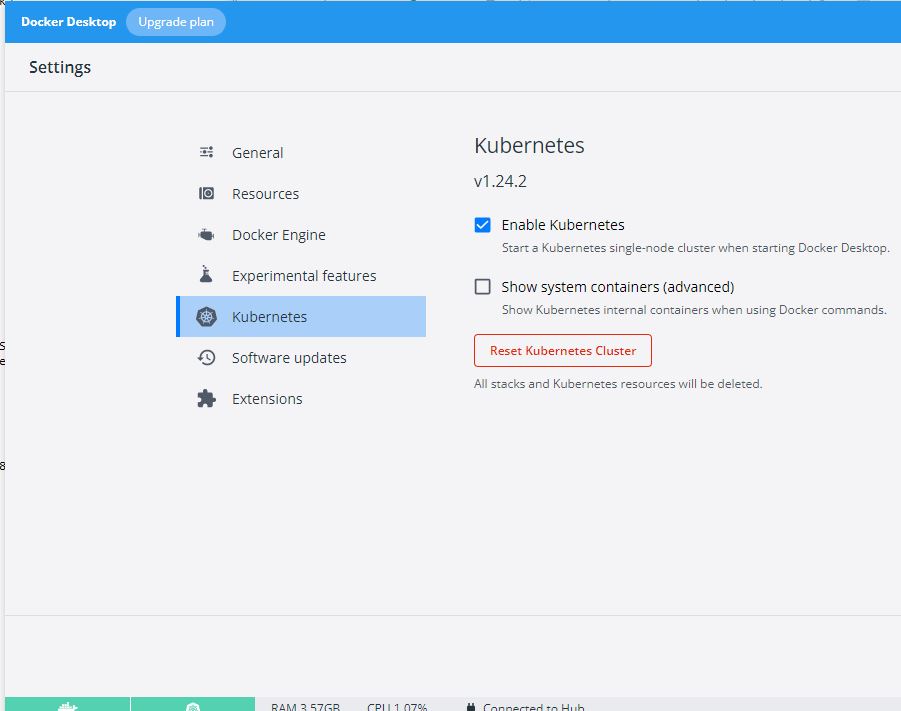 Docker Desktop Upgrade plan
Settings
General
Resources
Docker Engine
Experimental features
Kubernetes
Software updates
Extensions
Kubernetes
v1.24.2
Enable Kubernetes
Start a Kubernetes single-node cluster when starting Docker Desktop.
Show system containers (advanced)
Show Kubernetes internal containers when using Docker commands.
Reset Kubernetes Cluster
All stacks and Kubernetes resources will be deleted.
RAM 3.57GB CPU 1.07% Connected to Hub